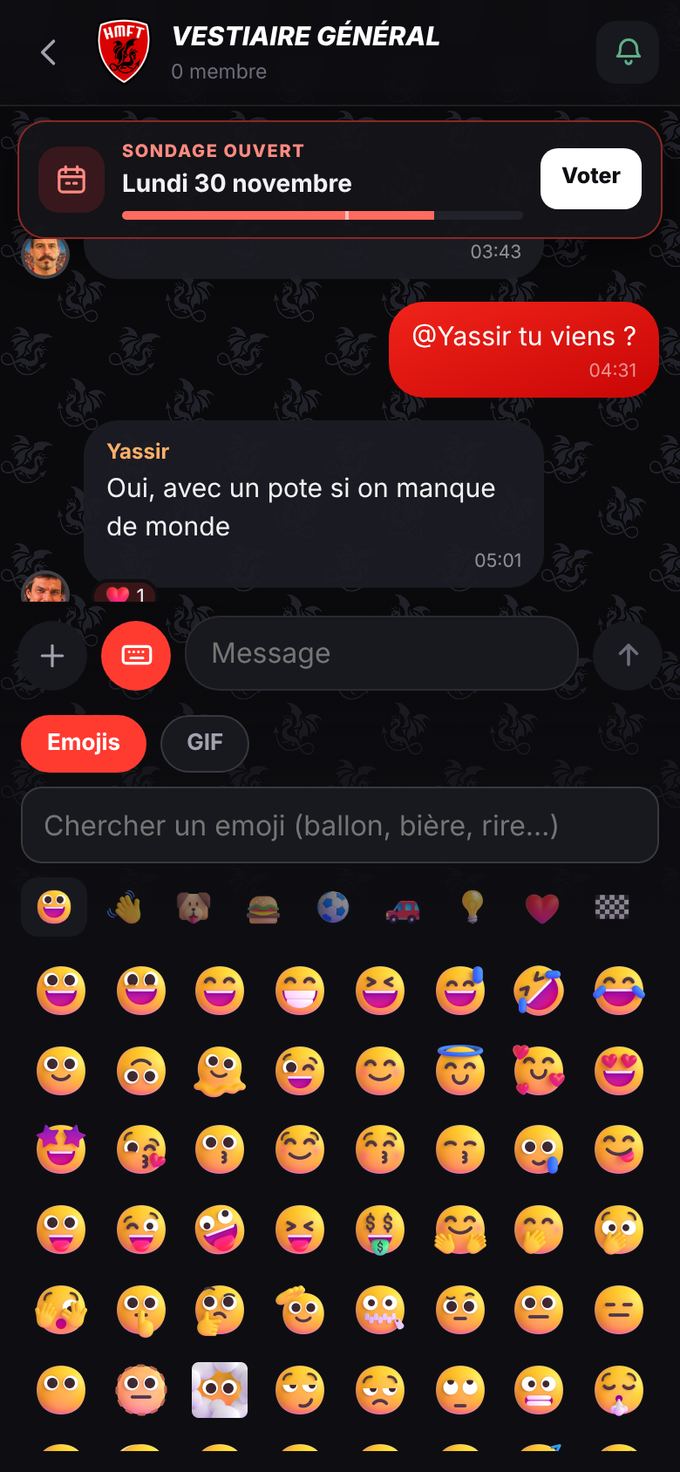 HMFT
VESTIAIRE GÉNÉRAL
0 membre
SONDAGE OUVERT
Lundi 30 novembre
Voter
03:43
@Yassir tu viens ?
04:31
Yassir
Oui, avec un pote si on manque
de monde
05:01
1
Message
Emojis
GIF
Chercher un emoji (ballon, bière, rire...)